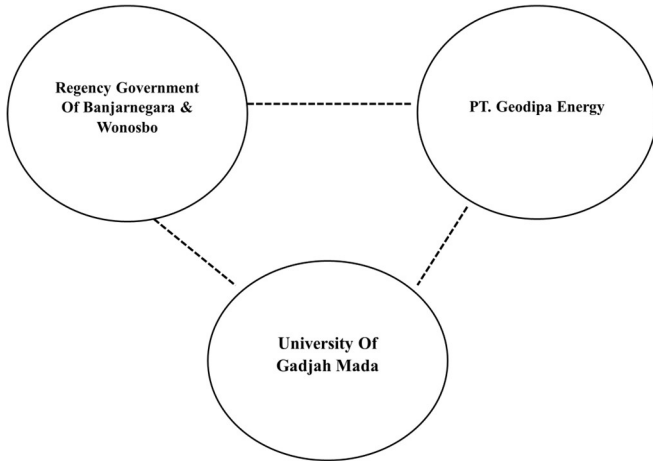 Regency Government
Of Banjarnegara &
Wonosbo
PT. Geodipa Energy
University Of
Gadjah Mada